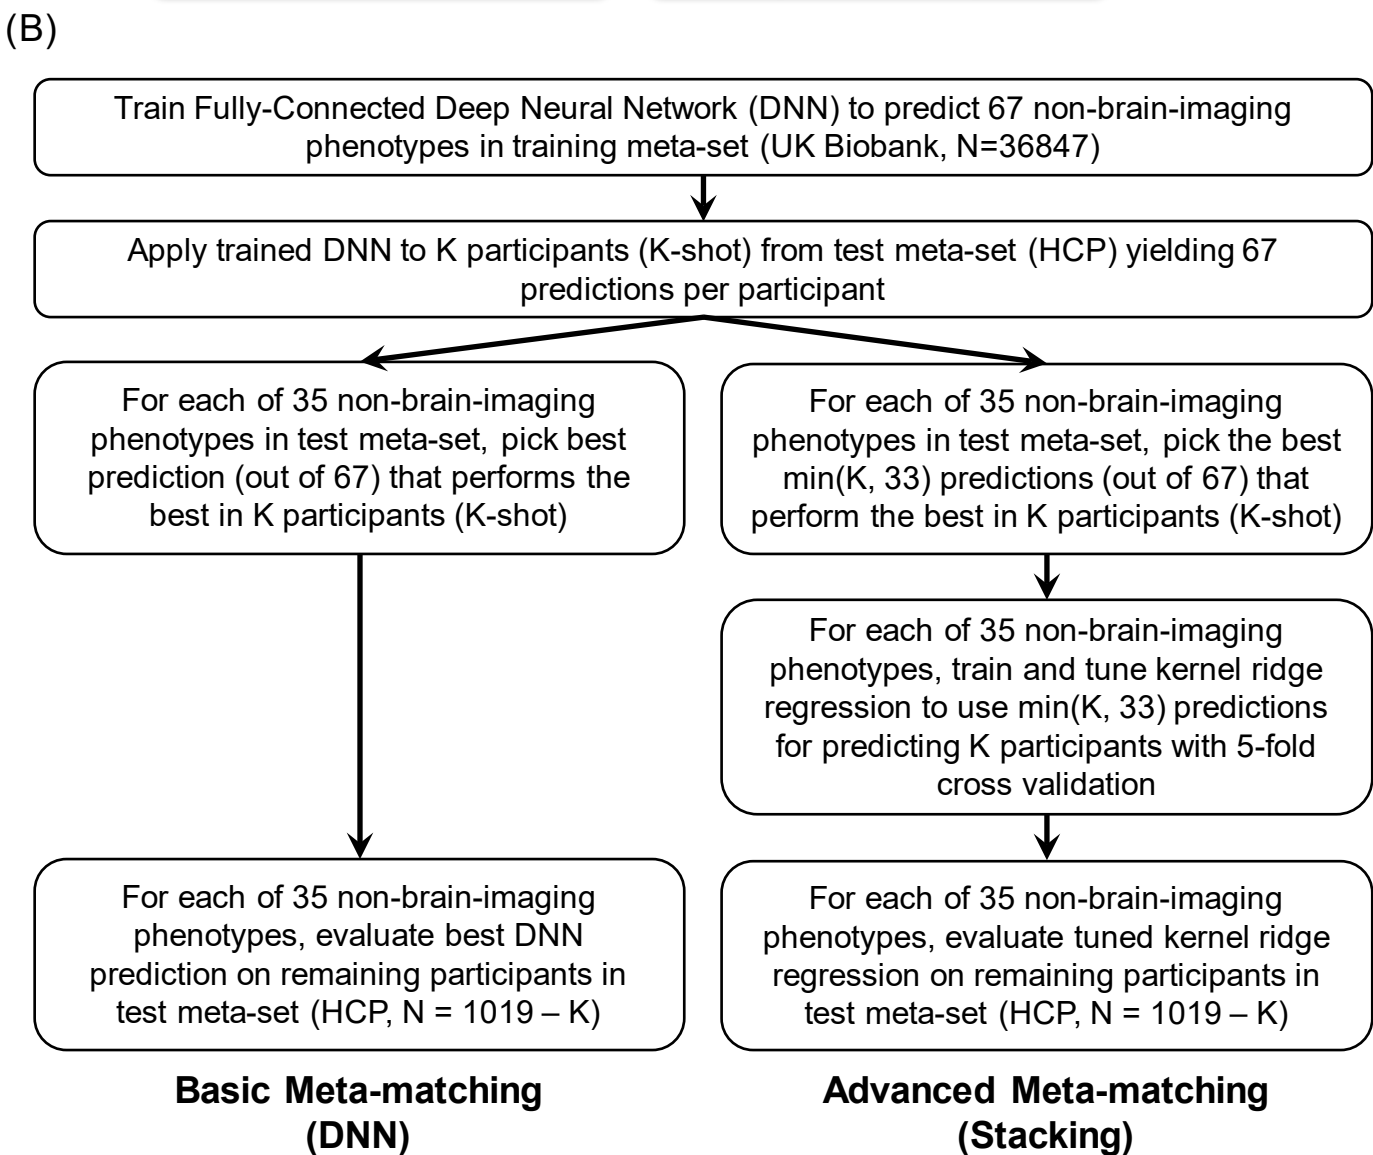 (B)
Train Fully-Connected Deep Neural Network (DNN) to predict 67 non-brain-imaging
phenotypes in training meta-set (UK Biobank, N=36847)
Apply trained DNN to K participants (K-shot) from test meta-set (HCP) yielding 67
predictions per participant
For each of 35 non-brain-imaging
phenotypes in test meta-set, pick best
prediction (out of 67) that performs the
best in K participants (K-shot)
For each of 35 non-brain-imaging
phenotypes in test meta-set, pick the best
min(K, 33) predictions (out of 67) that
perform the best in K participants (K-shot)
For each of 35 non-brain-imaging
phenotypes, train and tune kernel ridge
regression to use min(K, 33) predictions
for predicting K participants with 5-fold
cross validation
For each of 35 non-brain-imaging
phenotypes, evaluate best DNN
prediction on remaining participants in
test meta-set (HCP, N = 1019 – K)
For each of 35 non-brain-imaging
phenotypes, evaluate tuned kernel ridge
regression on remaining participants in
test meta-set (HCP, N = 1019 – K)
Basic Meta-matching
(DNN)
Advanced Meta-matching
(Stacking)